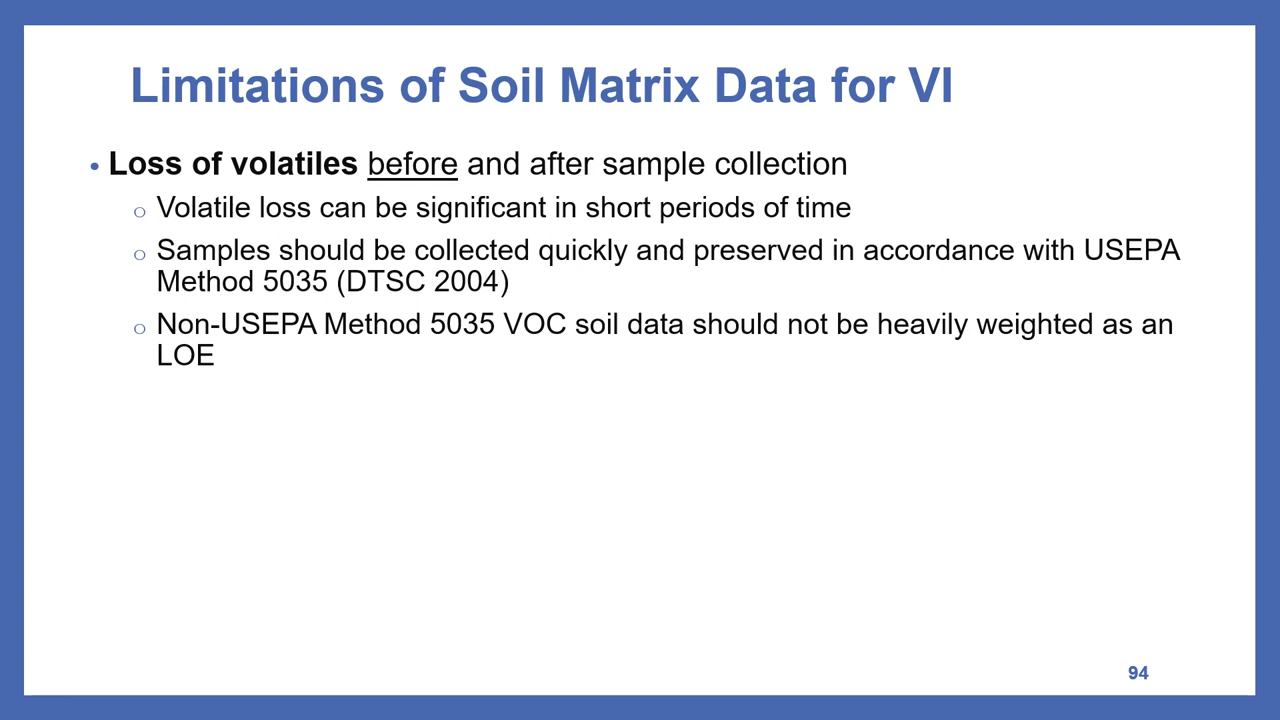 Limitations of Soil Matrix Data for VI
• Loss of volatiles before and after sample collection
○ Volatile loss can be significant in short periods of time
○ Samples should be collected quickly and preserved in accordance with USEPA
Method 5035 (DTSC 2004)
○ Non-USEPA Method 5035 VOC soil data should not be heavily weighted as an
LOE
94